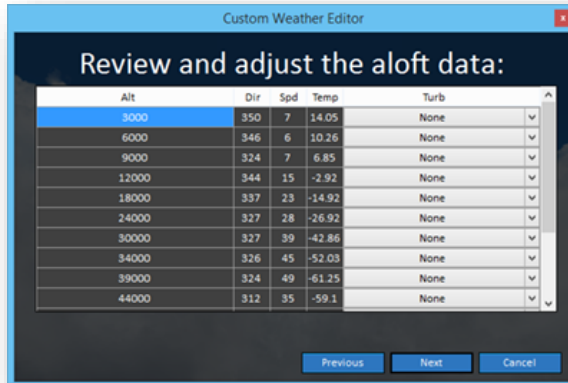 Custom Weather Editor
x
Review and adjust the aloft data:
Alt Dir Spd Temp Turb
3000 350 7 14.05 None
6000 346 6 10.26 None
9000 324 7 6.85 None
12000 344 15 -2.92 None
18000 337 23 -14.92 None
24000 327 28 -26.92 None
30000 327 39 -42.86 None
34000 326 45 -52.03 None
39000 324 49 -61.25 None
44000 312 35 -59.1 None
Previous Next Cancel